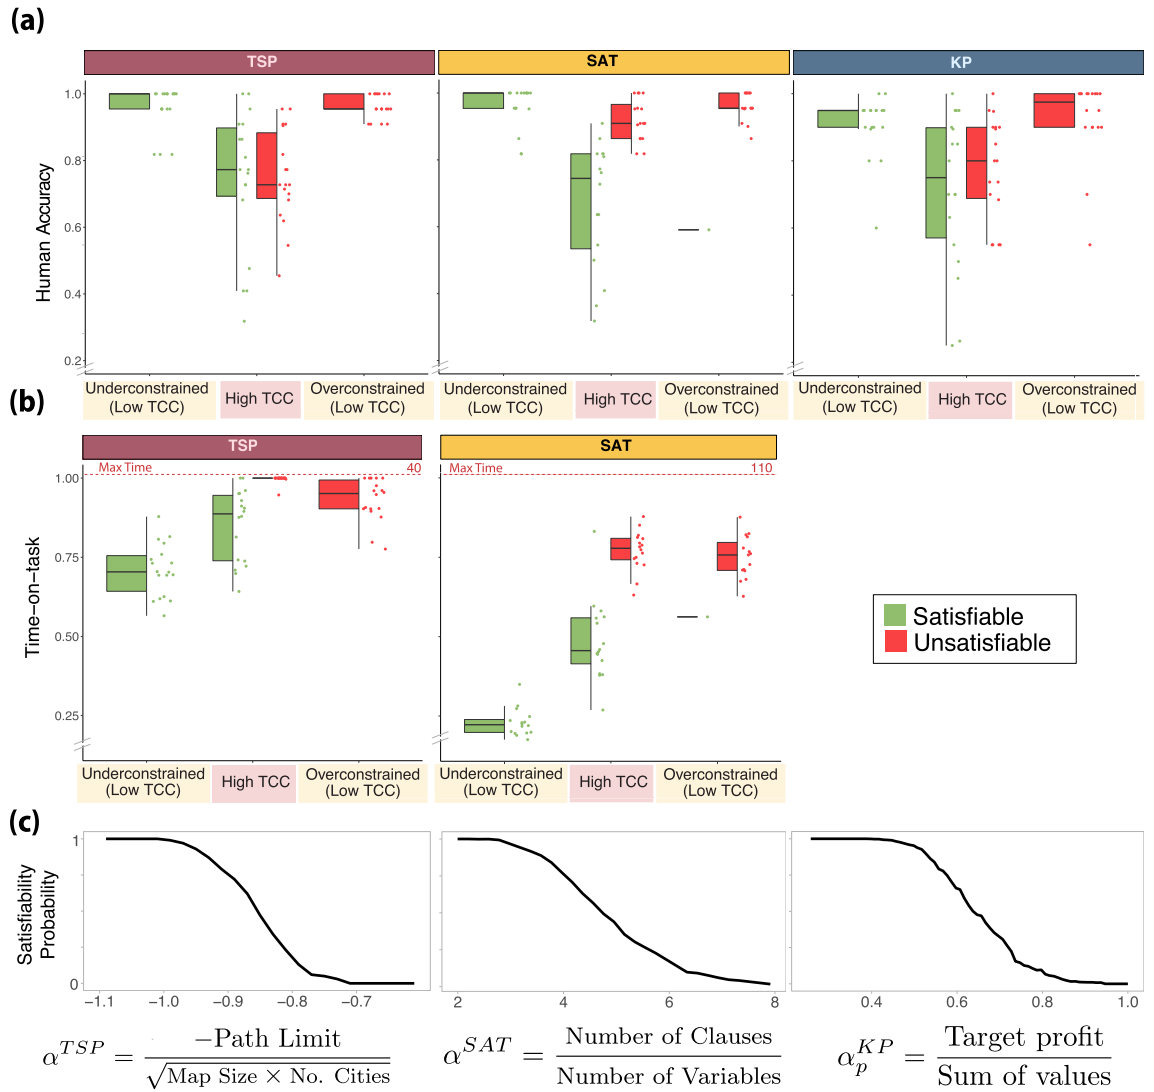 (a)
TSP
SAT
KP
Human Accuracy
1.0
0.8
0.6
0.4
0.2
Underconstrained
(Low TCC)
High TCC
Overconstrained
(Low TCC)
Underconstrained
(Low TCC)
High TCC
Overconstrained
(Low TCC)
Underconstrained
(Low TCC)
High TCC
Overconstrained
(Low TCC)
(b)
TSP
SAT
Max Time
40
Max Time
110
Time-on-task
1.00
0.75
0.50
0.25
Satisfiable
Unsatisfiable
Underconstrained
(Low TCC)
High TCC
Overconstrained
(Low TCC)
Underconstrained
(Low TCC)
High TCC
Overconstrained
(Low TCC)
(c)
Satisfiability
Probability
1
0
−1.1 −1.0 −0.9 −0.8 −0.7
2 4 6 8
0.4 0.6 0.8 1.0
α^{TSP} = −Path Limit / √(Map Size × No. Cities)
α^{SAT} = Number of Clauses / Number of Variables
α_p^{KP} = Target profit / Sum of values